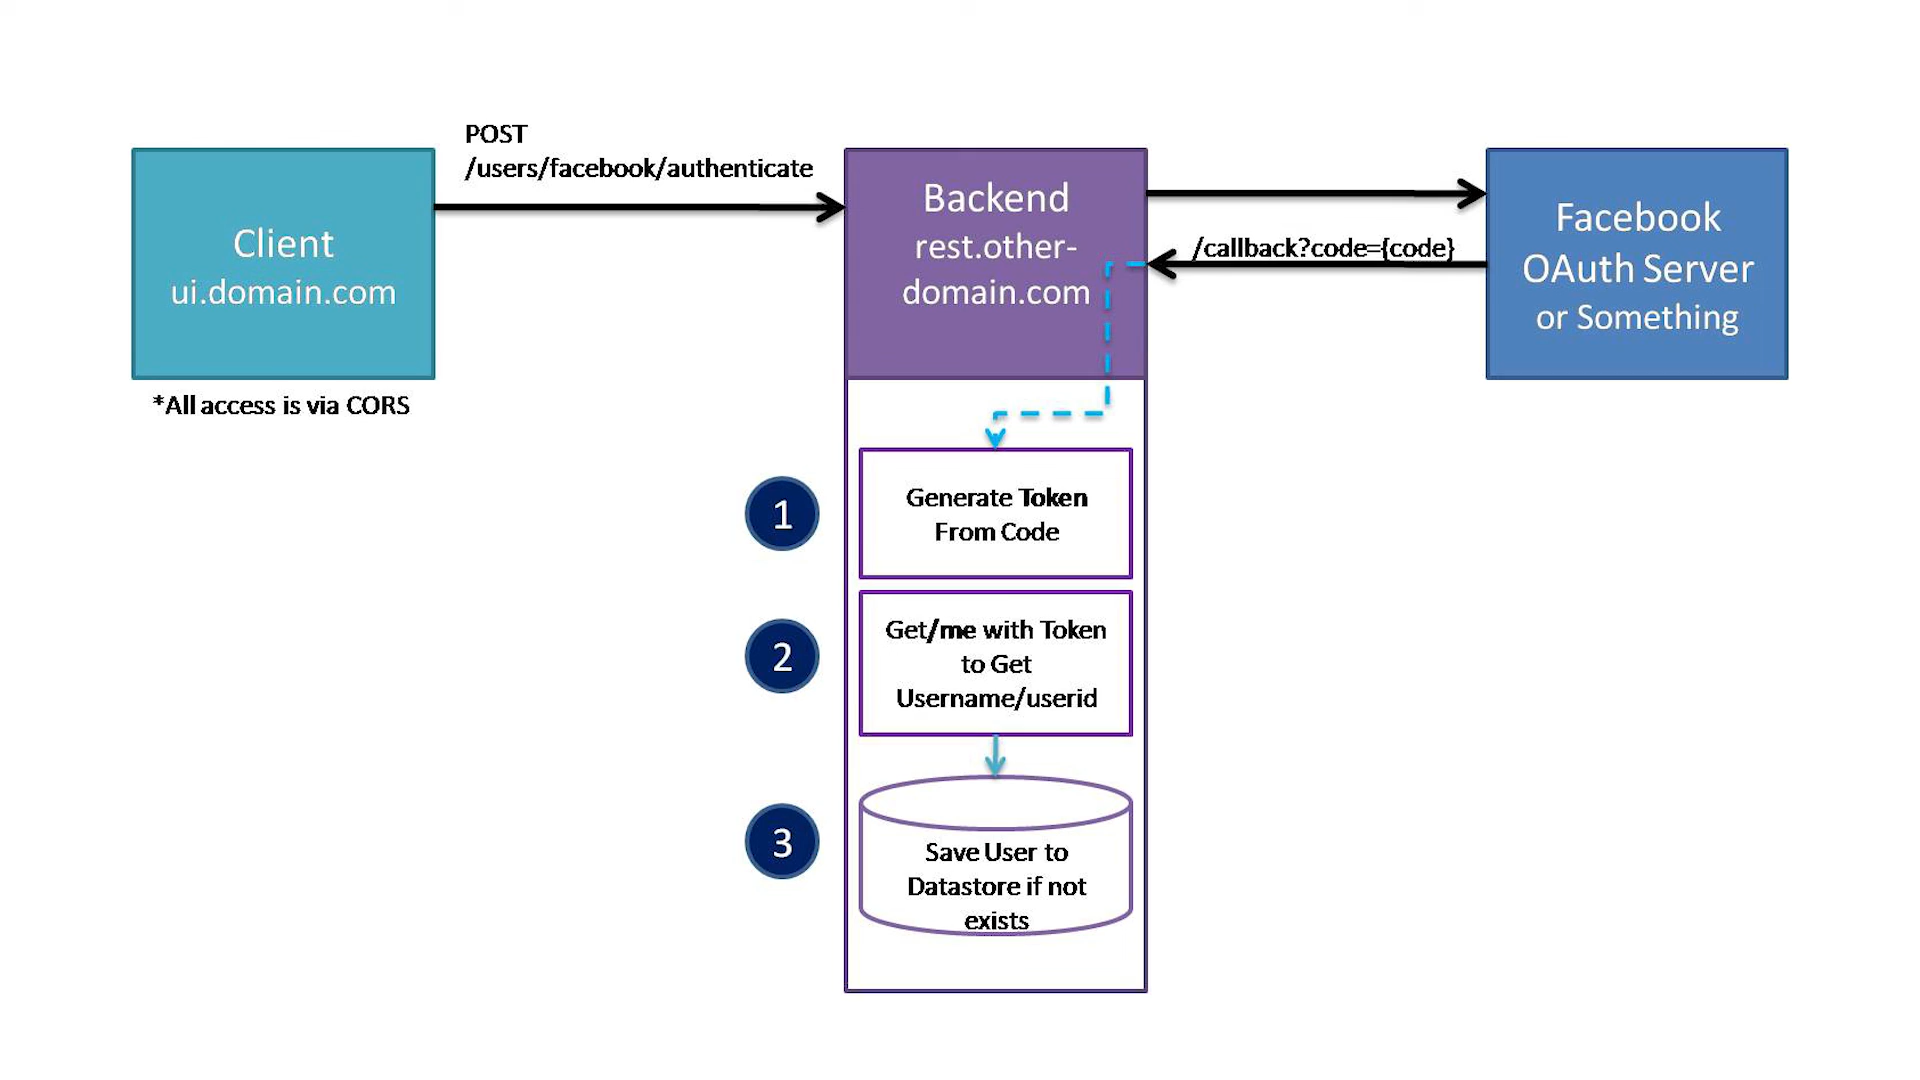 POST
/users/facebook/authenticate
Client
ui.domain.com
*All access is via CORS
Backend
rest.other-
domain.com
/callback?code={code}
Facebook
OAuth Server
or Something
1
Generate Token
From Code
2
Get/me with Token
to Get
Username/userid
3
Save User to
Datastore if not
exists